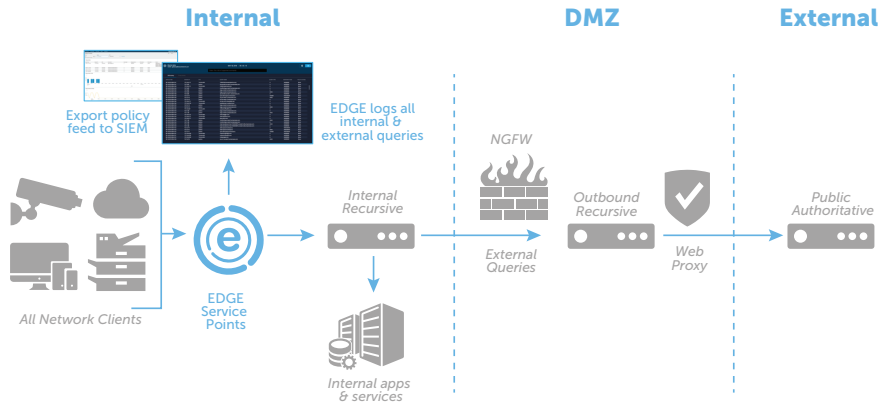 Internal
DMZ
External
Export policy
feed to SIEM
EDGE logs all
internal &
external queries
NGFW
Internal
Recursive
Outbound
Recursive
Public
Authoritative
External
Queries
Web
Proxy
All Network Clients
e
EDGE
Service
Points
Internal apps
& services